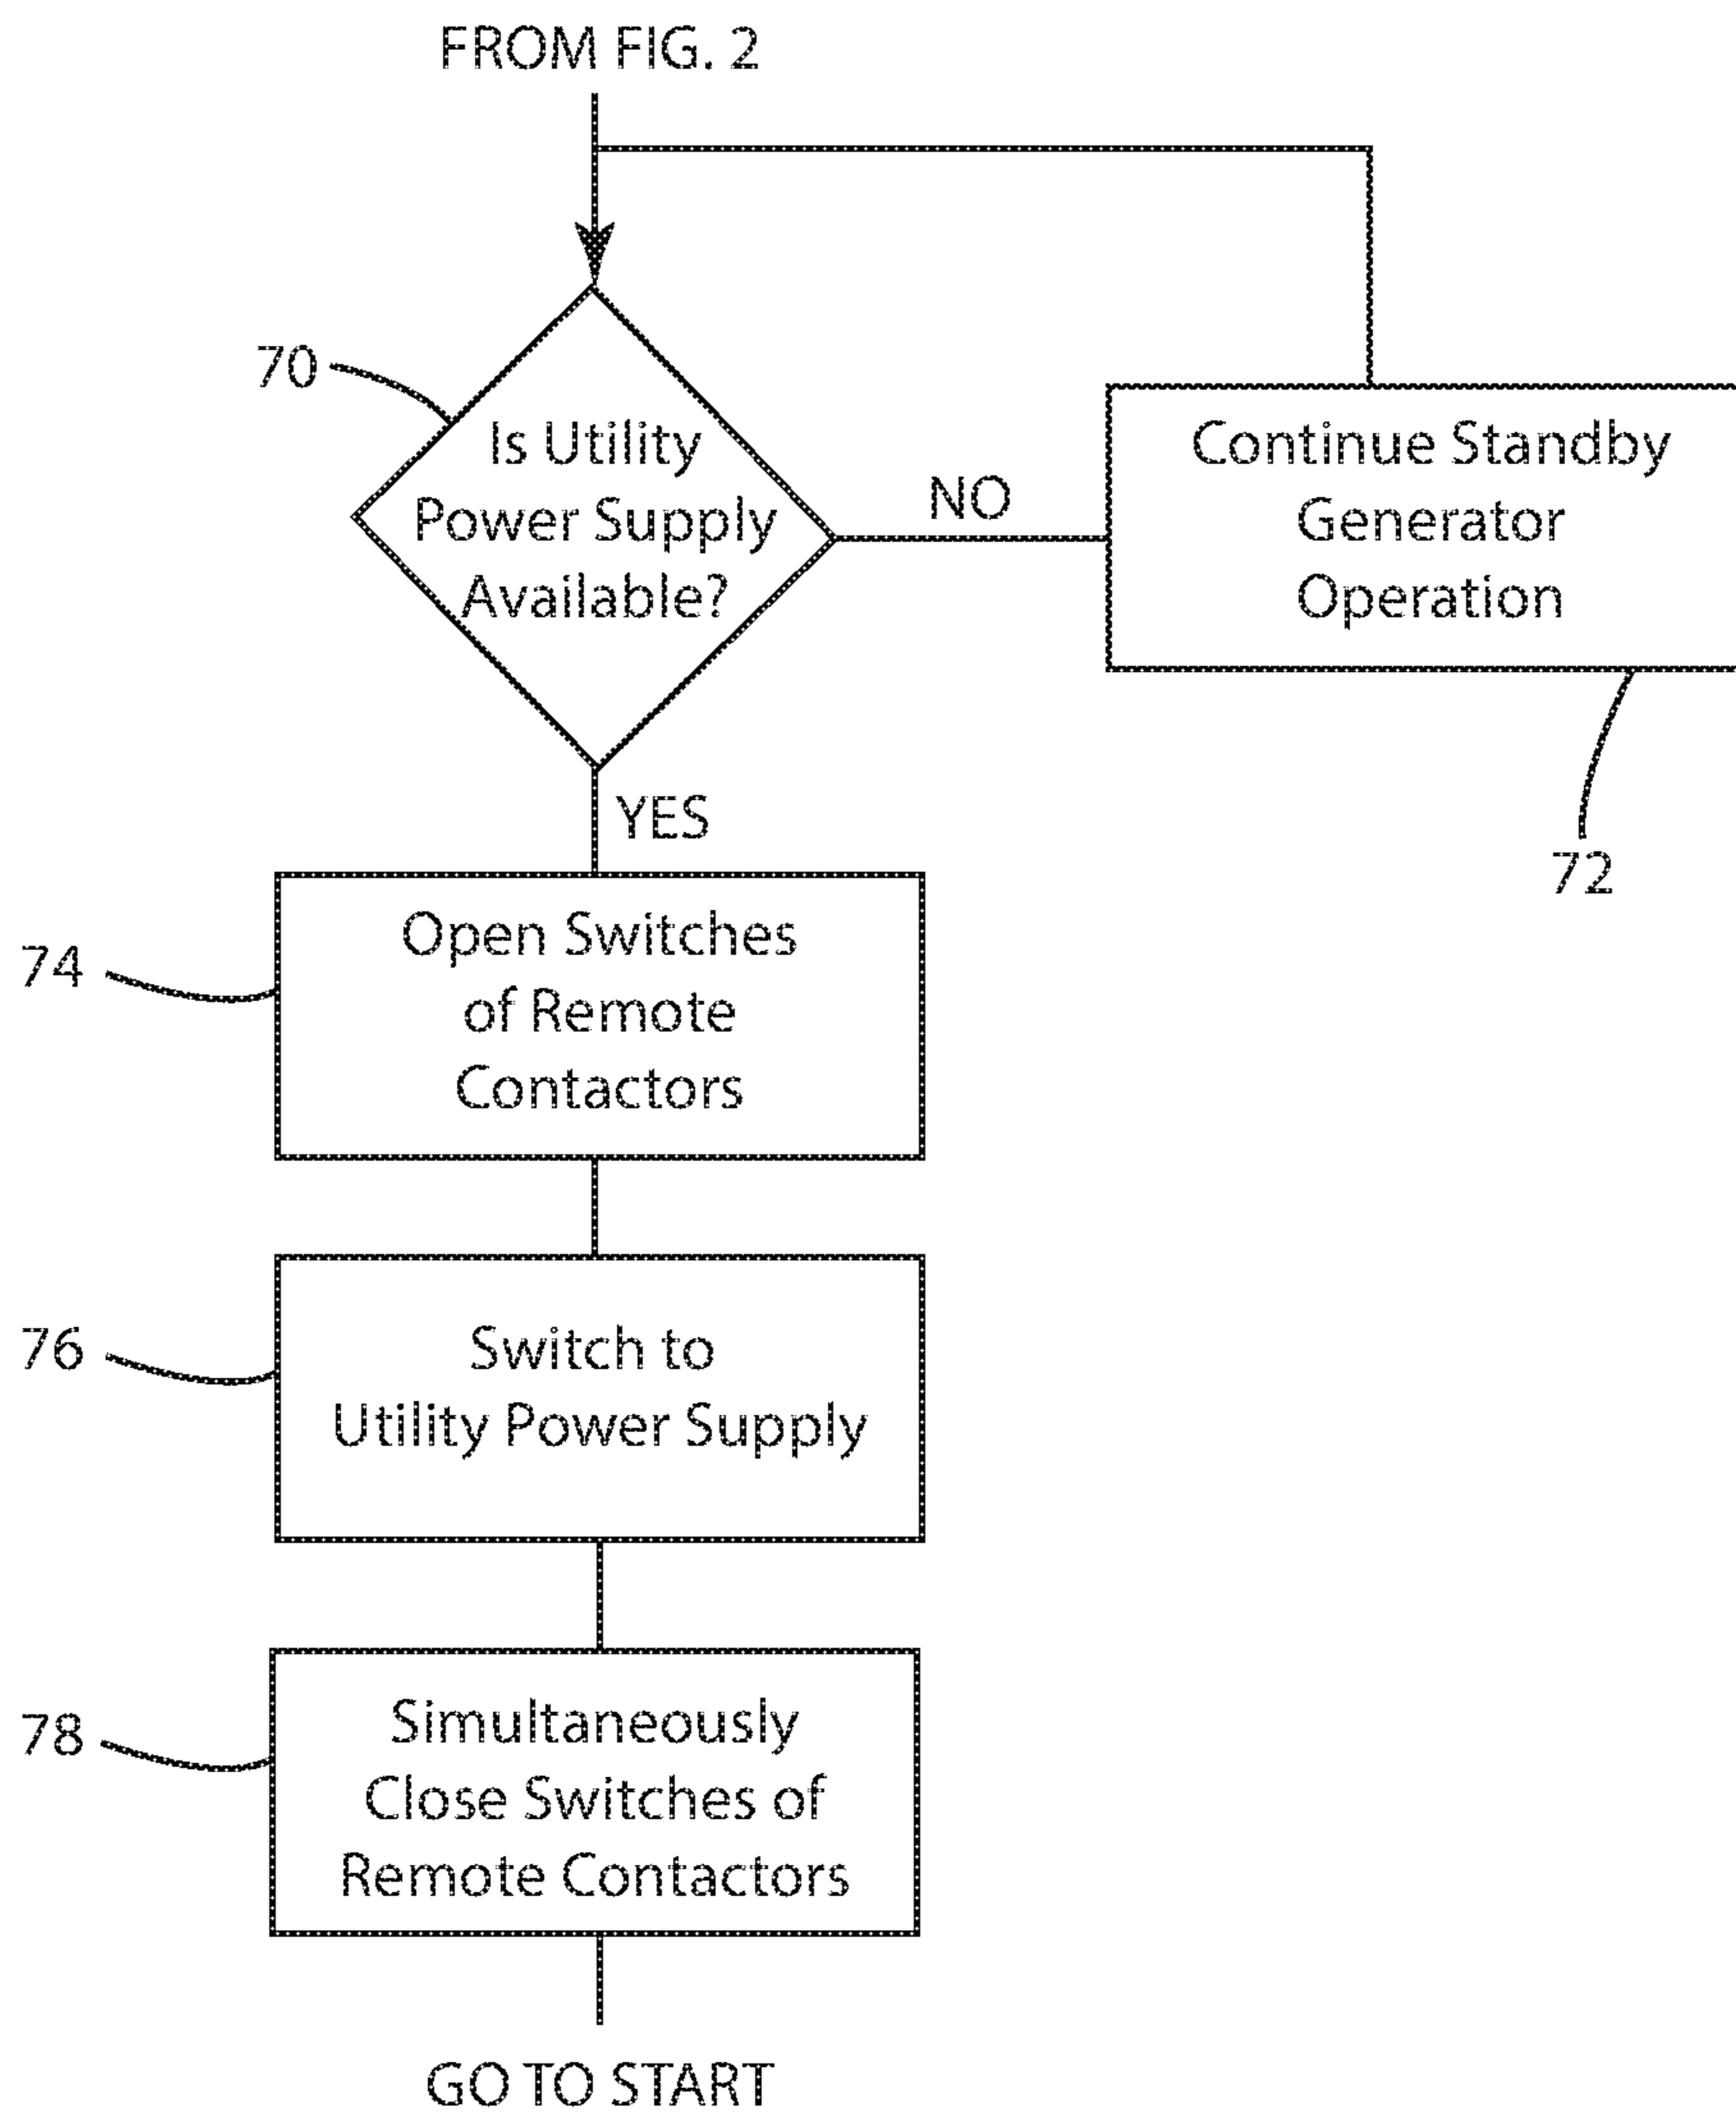 FROM FIG. 2
70
Is Utility
Power Supply
Available?
NO
Continue Standby
Generator
Operation
72
YES
74
Open Switches
of Remote
Contactors
76
Switch to
Utility Power Supply
78
Simultaneously
Close Switches of
Remote Contactors
GO TO START